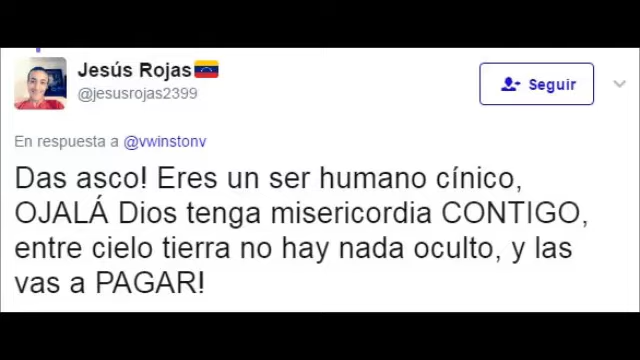 Jesús Rojas
@jesusrojas2399
Seguir
En respuesta a @vwinstonv
Das asco! Eres un ser humano cínico,
OJALÁ Dios tenga misericordia CONTIGO,
entre cielo tierra no hay nada oculto, y las
vas a PAGAR!